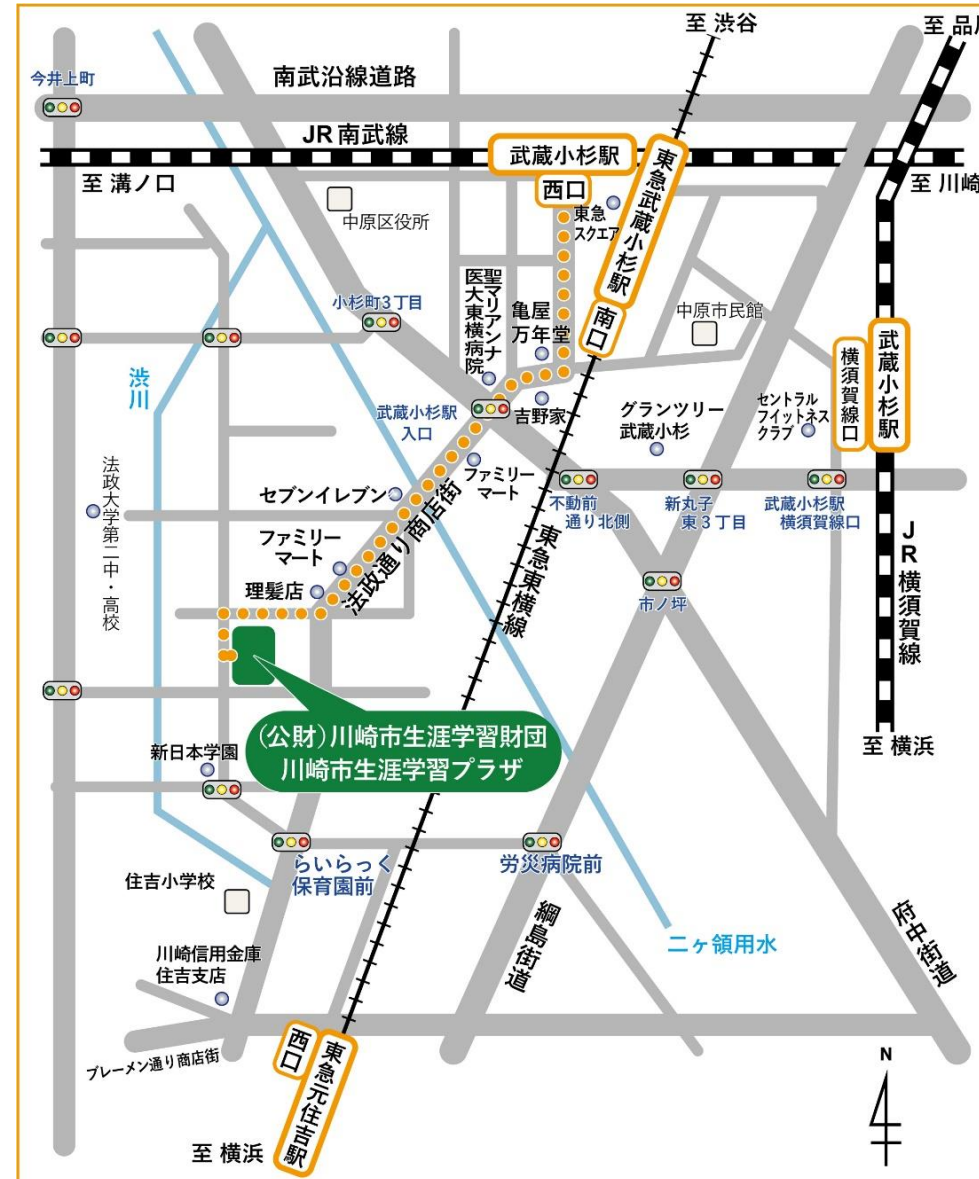 至 渋谷
至 品川
今井上町
南武沿線道路
JR南武線
武蔵小杉駅
西口
東急武蔵小杉駅
南口
至 溝ノ口
至 川崎
中原区役所
東急
スクエア
聖マリアンナ
医大東横病院
亀屋
万年堂
中原市民館
小杉町3丁目
渋川
武蔵小杉駅
入口
吉野家
グランツリー
武蔵小杉
セントラル
フイットネス
クラブ
横須賀線口
武蔵小杉駅
法政大学第二中・高校
セブンイレブン
ファミリー
マート
法政通り商店街
不動前
通り北側
新丸子
東3丁目
武蔵小杉駅
横須賀線口
ファミリー
マート
理髪店
東急東横線
市ノ坪
JR横須賀線
(公財)川崎市生涯学習財団
川崎市生涯学習プラザ
至 横浜
新日本学園
らいらっく
保育園前
労災病院前
住吉小学校
綱島街道
二ヶ領用水
府中街道
川崎信用金庫
住吉支店
ブレーメン通り商店街
西口
東急元住吉駅
至 横浜
N